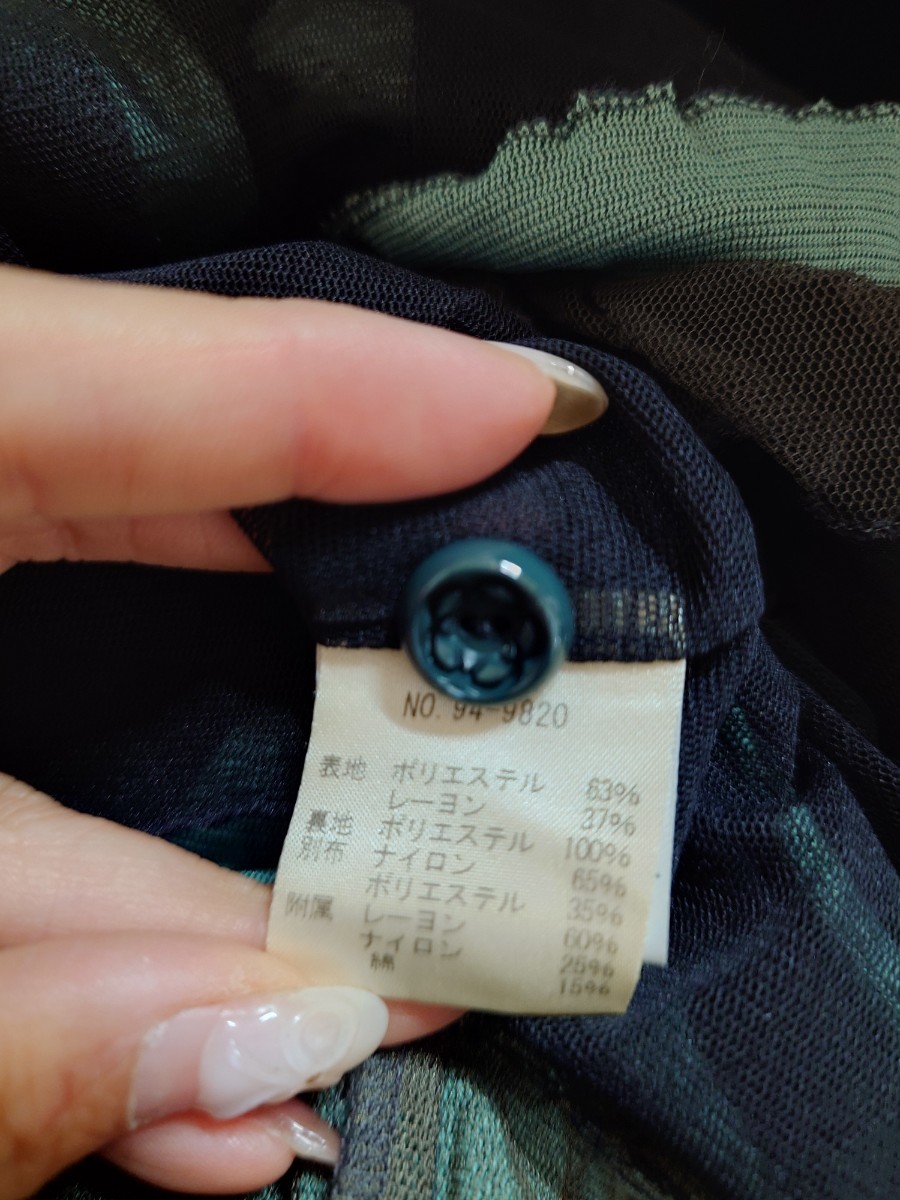 NO. 94-9820
表地 ポリエステル 63%
レーヨン 37%
裏地 ポリエステル 100%
別布 ナイロン 65%
ポリエステル 35%
附属 レーヨン 60%
ナイロン 25%
綿 15%